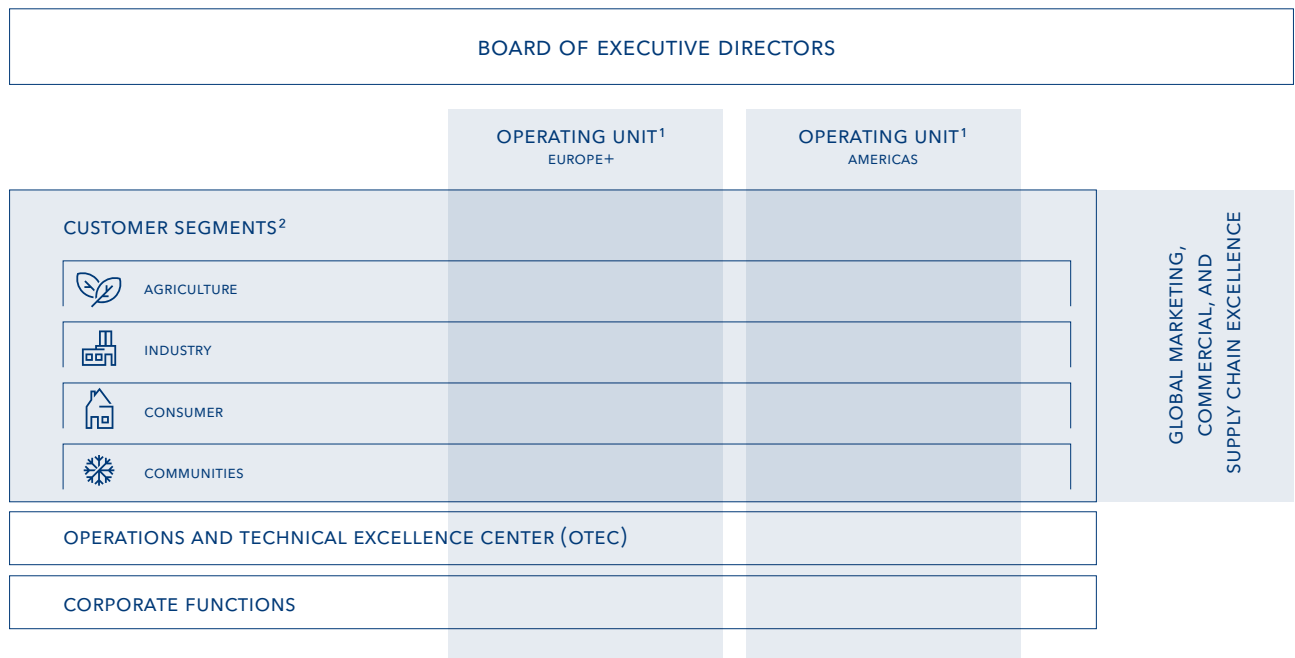 BOARD OF EXECUTIVE DIRECTORS
OPERATING UNIT¹
EUROPE+
OPERATING UNIT¹
AMERICAS
CUSTOMER SEGMENTS²
AGRICULTURE
INDUSTRY
CONSUMER
COMMUNITIES
GLOBAL MARKETING,
COMMERCIAL, AND
SUPPLY CHAIN EXCELLENCE
OPERATIONS AND TECHNICAL EXCELLENCE CENTER (OTEC)
CORPORATE FUNCTIONS